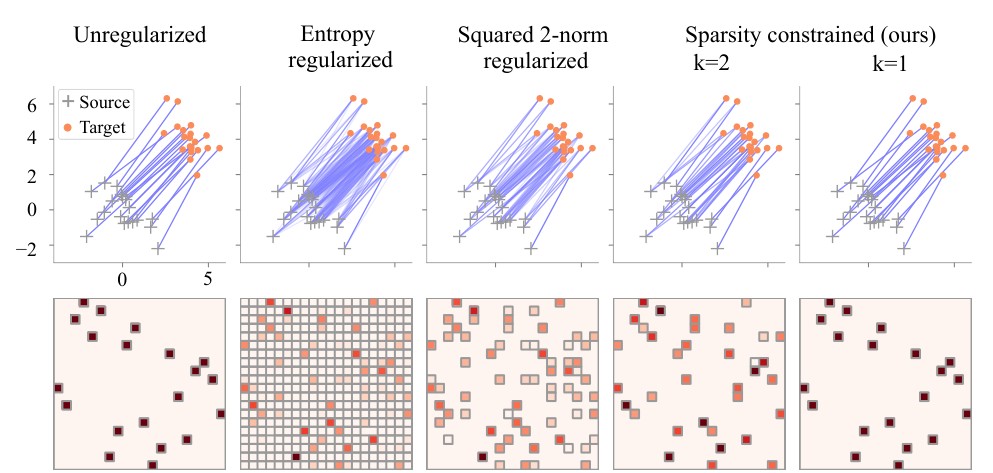 Unregularized
Entropy
regularized
Squared 2-norm
regularized
Sparsity constrained (ours)
k=2
k=1
Source
Target
6
4
2
0
−2
0
5